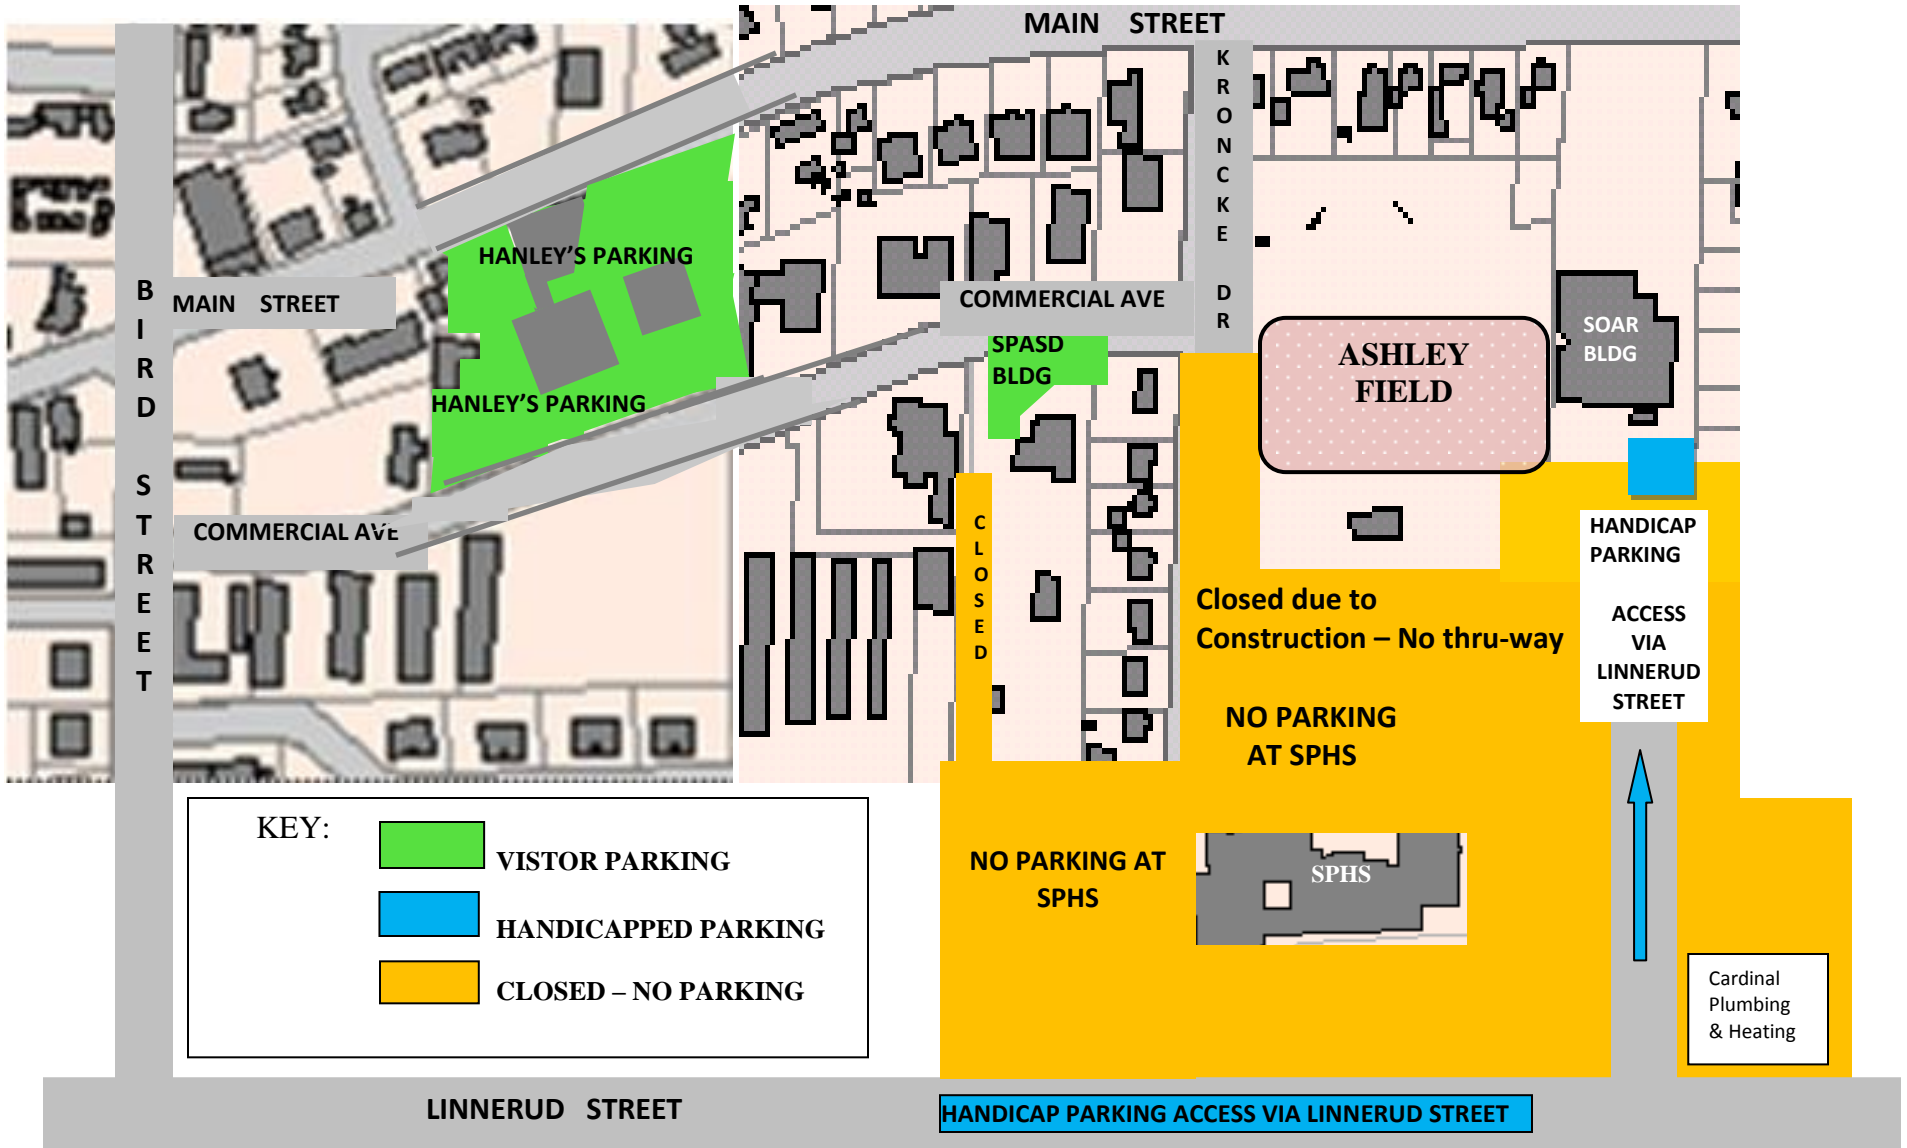 MAIN STREET
KRONCKE DR
BIRD STREET
MAIN STREET
HANLEY'S PARKING
HANLEY'S PARKING
COMMERCIAL AVE
COMMERCIAL AVE
SPASD
BLDG
ASHLEY
FIELD
SOAR
BLDG
CLOSED
HANDICAP
PARKING
ACCESS
VIA
LINNERUD
STREET
Closed due to
Construction – No thru-way
NO PARKING
AT SPHS
NO PARKING AT
SPHS
SPHS
KEY:
VISTOR PARKING
HANDICAPPED PARKING
CLOSED – NO PARKING
Cardinal
Plumbing
& Heating
LINNERUD STREET
HANDICAP PARKING ACCESS VIA LINNERUD STREET